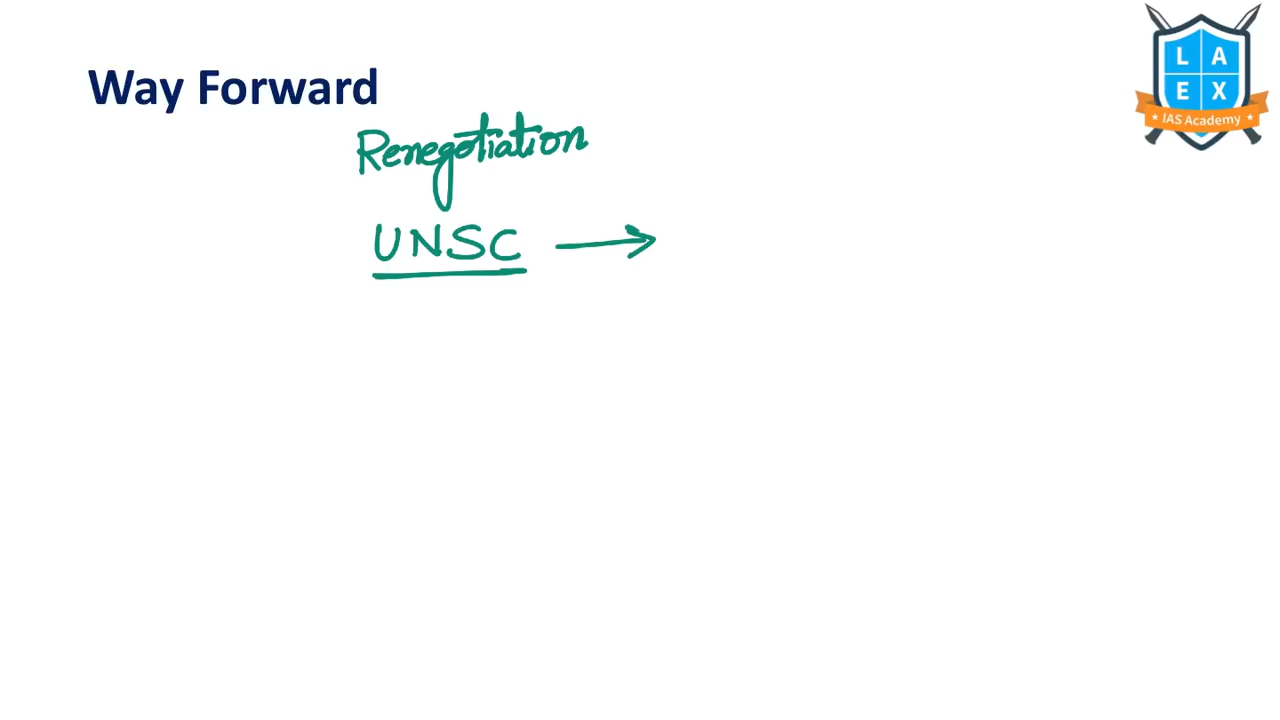 Way Forward
Renegotiation
UNSC
L A
E X
IAS Academy